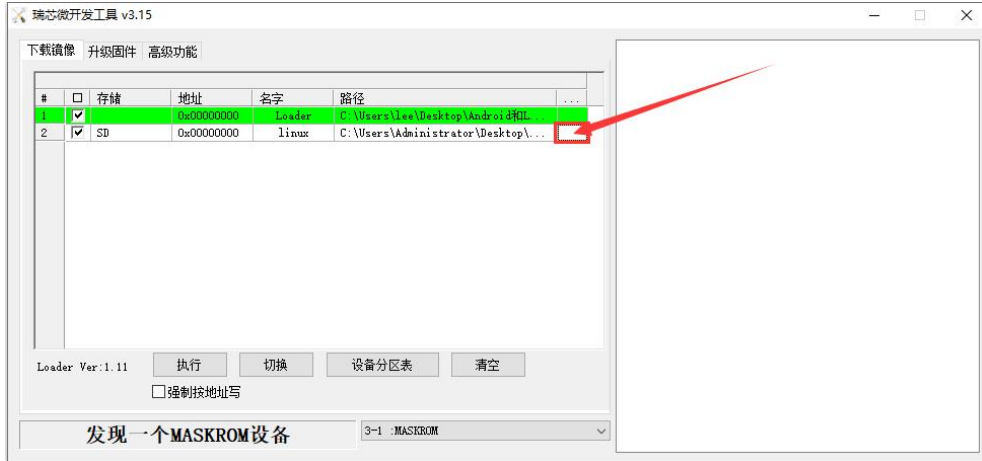 瑞芯微开发工具 v3.15
下载镜像 升级固件 高级功能
# 存储 地址 名字 路径 ...
1 0x00000000 Loader C:\Users\lee\Desktop\Android和L...
2 SD 0x00000000 linux C:\Users\Administrator\Desktop\...
Loader Ver:1.11 执行 切换 设备分区表 清空
强制按地址写
发现一个MASKROM设备 3-1 :MASKROM